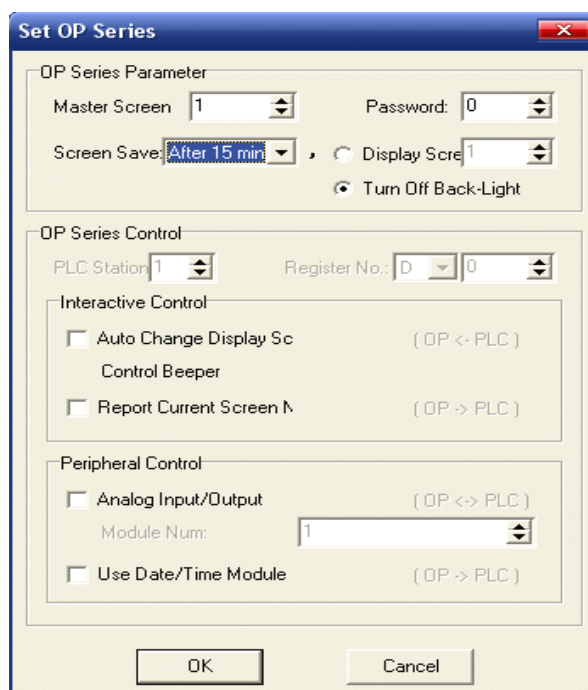 Set OP Series
OP Series Parameter
Master Screen 1 Password: 0
Screen Save: After 15 min , Display Scre 1
Turn Off Back-Light
OP Series Control
PLC Station 1 Register No.: D 0
Interactive Control
Auto Change Display Sc ( OP <- PLC )
Control Beeper
Report Current Screen N ( OP -> PLC )
Peripheral Control
Analog Input/Output ( OP <-> PLC )
Module Num: 1
Use Date/Time Module ( OP -> PLC )
OK Cancel